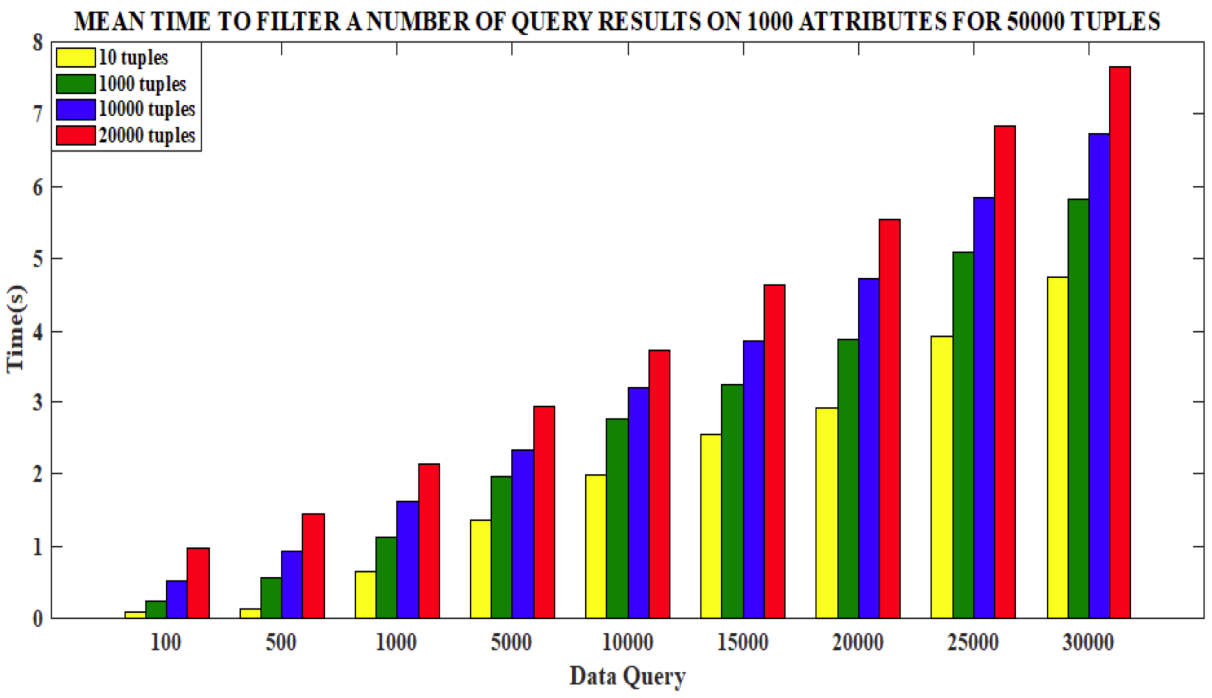 MEAN TIME TO FILTER A NUMBER OF QUERY RESULTS ON 1000 ATTRIBUTES FOR 50000 TUPLES
8
10 tuples
1000 tuples
10000 tuples
20000 tuples
7
6
5
4
3
2
1
0
Time(s)
100 500 1000 5000 10000 15000 20000 25000 30000
Data Query